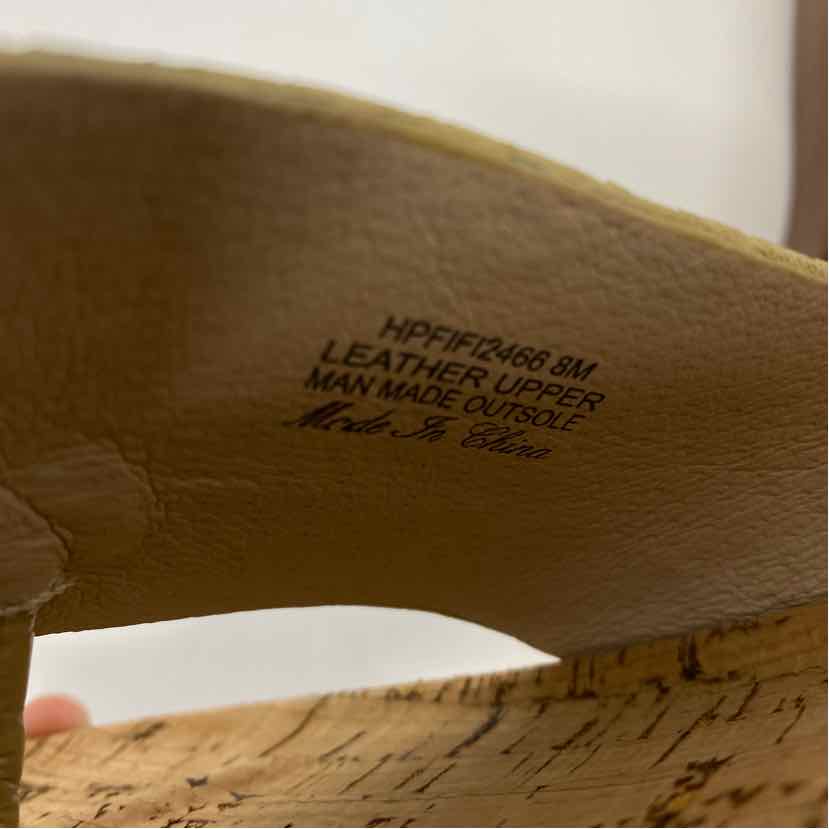 HPFIFI2466 8M
LEATHER UPPER
MAN MADE OUTSOLE
Made In China